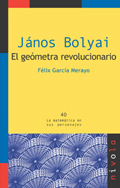 János Bolyai
El geómetra revolucionario
Félix García Merayo
40
La matemática en
sus personajes
nivola